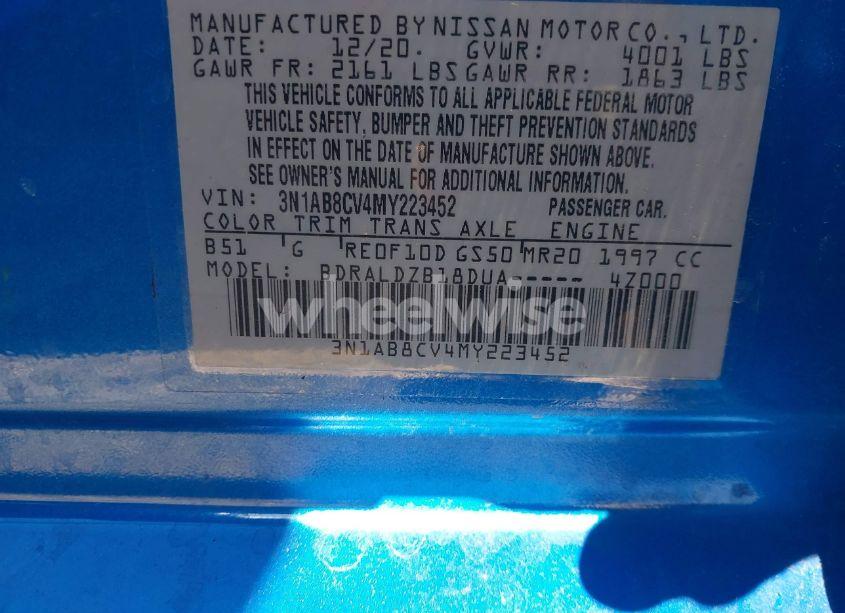 MANUFACTURED BY NISSAN MOTOR CO., LTD.
DATE: 12/20. GVWR: 4001 LBS
GAWR FR: 2161 LBS GAWR RR: 1863 LBS
THIS VEHICLE CONFORMS TO ALL APPLICABLE FEDERAL MOTOR
VEHICLE SAFETY, BUMPER AND THEFT PREVENTION STANDARDS
IN EFFECT ON THE DATE OF MANUFACTURE SHOWN ABOVE.
SEE OWNER'S MANUAL FOR ADDITIONAL INFORMATION.
VIN: 3N1AB8CV4MY223452 PASSENGER CAR.
COLOR TRIM TRANS AXLE ENGINE
B51 G RE0F10D GS50 MR20 1997 CC
MODEL: BDRALDZB18DUA----- 4Z000
wheelwise
3N1AB8CV4MY223452